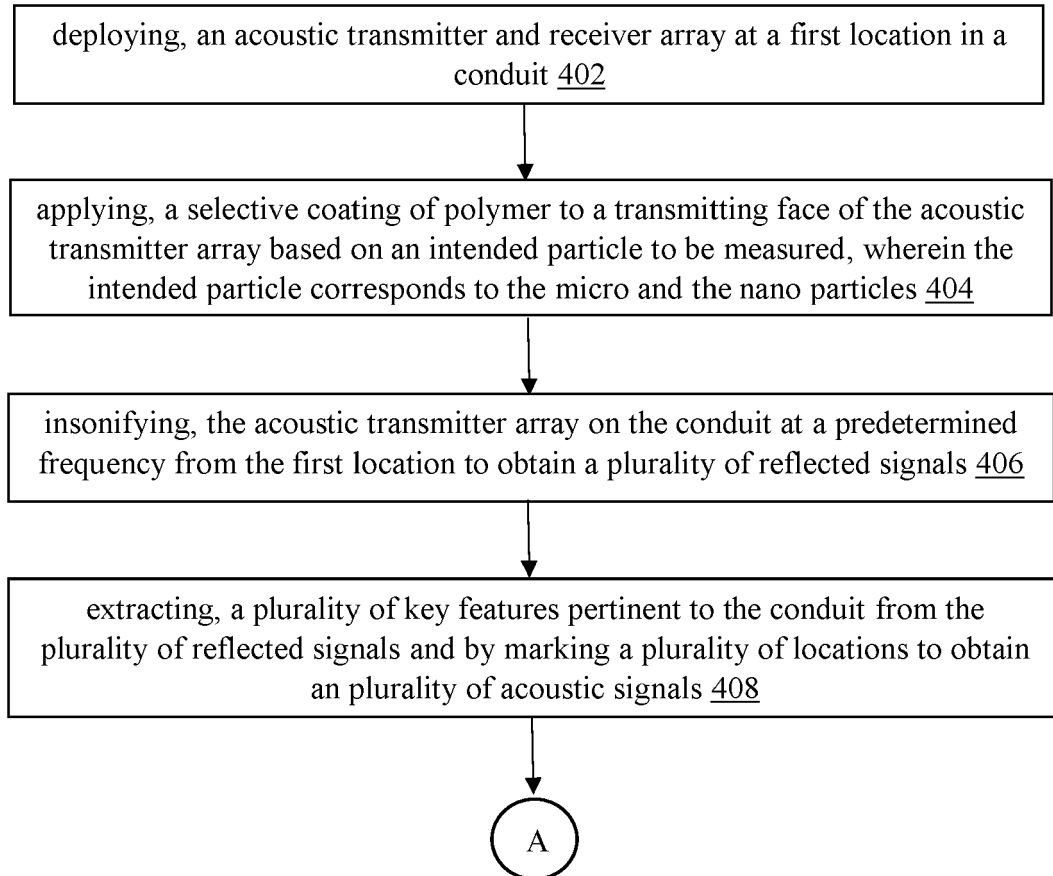 deploying, an acoustic transmitter and receiver array at a first location in a
conduit 402
applying, a selective coating of polymer to a transmitting face of the acoustic
transmitter array based on an intended particle to be measured, wherein the
intended particle corresponds to the micro and the nano particles 404
insonifying, the acoustic transmitter array on the conduit at a predetermined
frequency from the first location to obtain a plurality of reflected signals 406
extracting, a plurality of key features pertinent to the conduit from the
plurality of reflected signals and by marking a plurality of locations to obtain
an plurality of acoustic signals 408
A